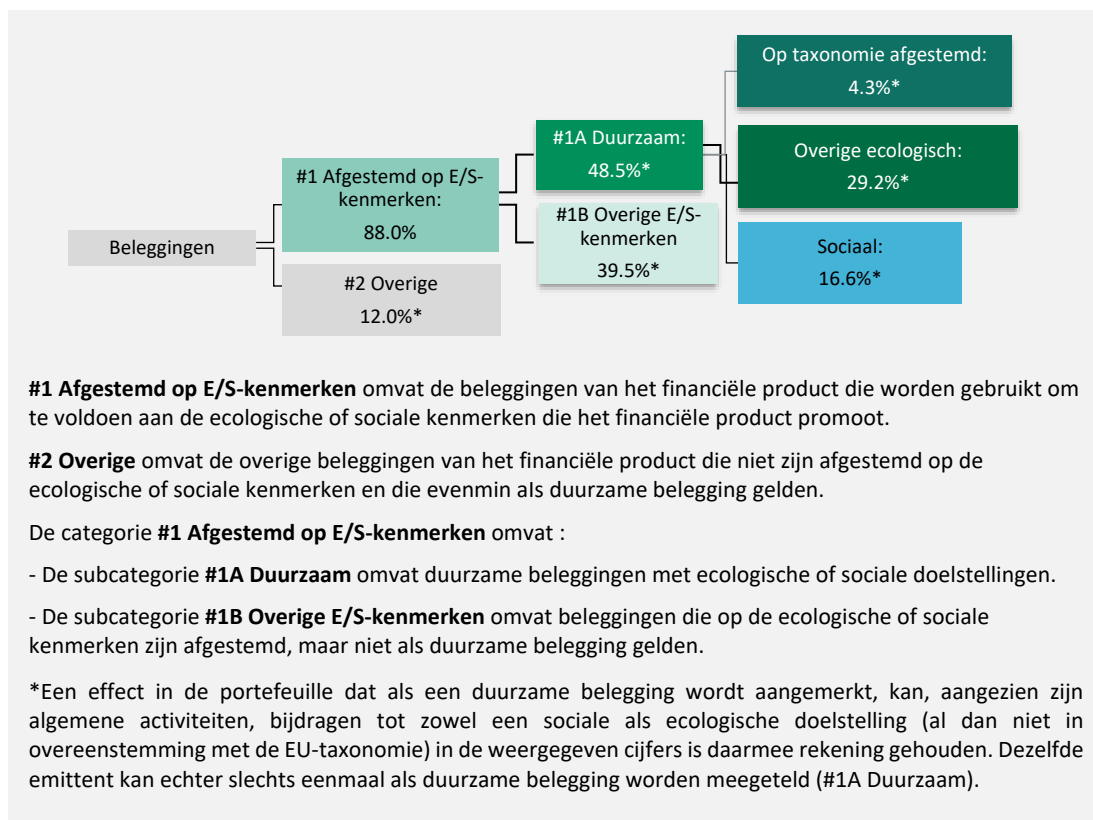 Op taxonomie afgestemd:
4.3%*
#1A Duurzaam:
48.5%*
Overige ecologisch:
29.2%*
#1 Afgestemd op E/S-
kenmerken:
88.0%
#1B Overige E/S-
kenmerken
39.5%*
Beleggingen
Sociaal:
16.6%*
#2 Overige
12.0%*
#1 Afgestemd op E/S-kenmerken omvat de beleggingen van het financiële product die worden gebruikt om
te voldoen aan de ecologische of sociale kenmerken die het financiële product promoot.
#2 Overige omvat de overige beleggingen van het financiële product die niet zijn afgestemd op de
ecologische of sociale kenmerken en die evenmin als duurzame belegging gelden.
De categorie #1 Afgestemd op E/S-kenmerken omvat :
- De subcategorie #1A Duurzaam omvat duurzame beleggingen met ecologische of sociale doelstellingen.
- De subcategorie #1B Overige E/S-kenmerken omvat beleggingen die op de ecologische of sociale
kenmerken zijn afgestemd, maar niet als duurzame belegging gelden.
*Een effect in de portefeuille dat als een duurzame belegging wordt aangemerkt, kan, aangezien zijn
algemene activiteiten, bijdragen tot zowel een sociale als ecologische doelstelling (al dan niet in
overeenstemming met de EU-taxonomie) in de weergegeven cijfers is daarmee rekening gehouden. Dezelfde
emittent kan echter slechts eenmaal als duurzame belegging worden meegeteld (#1A Duurzaam).